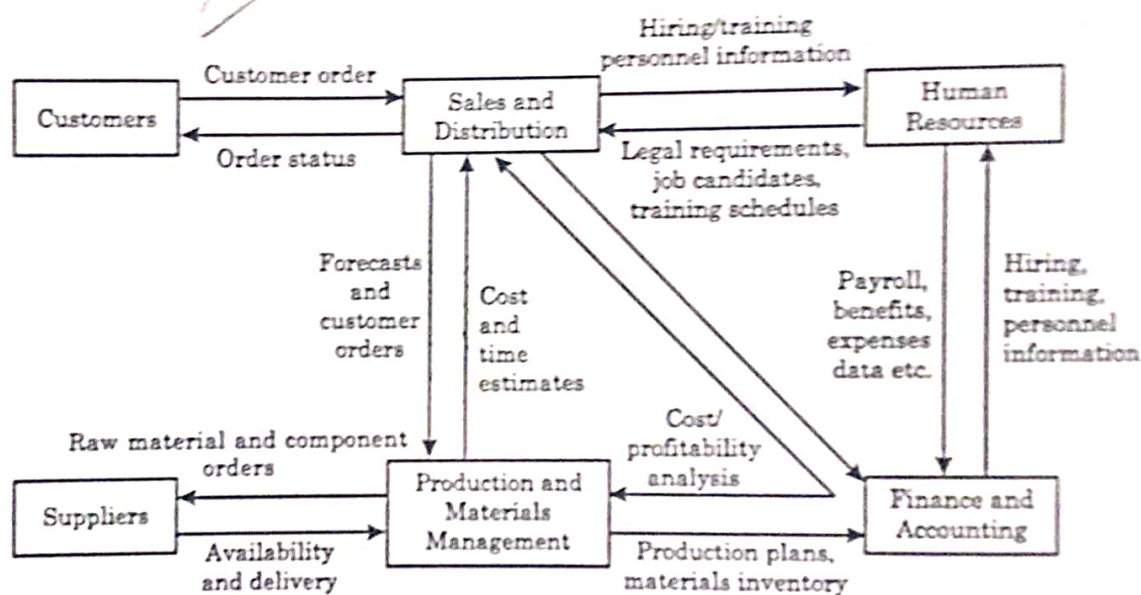 Hiring/training
personnel information
Customer order
Customers
Sales and
Distribution
Human
Resources
Order status
Legal requirements,
job candidates,
training schedules
Forecasts
and
customer
orders
Cost
and
time
estimates
Payroll,
benefits,
expenses
data etc.
Hiring,
training,
personnel
information
Cost/
profitability
analysis
Raw material and component
orders
Suppliers
Production and
Materials
Management
Finance and
Accounting
Availability
and delivery
Production plans,
materials inventory